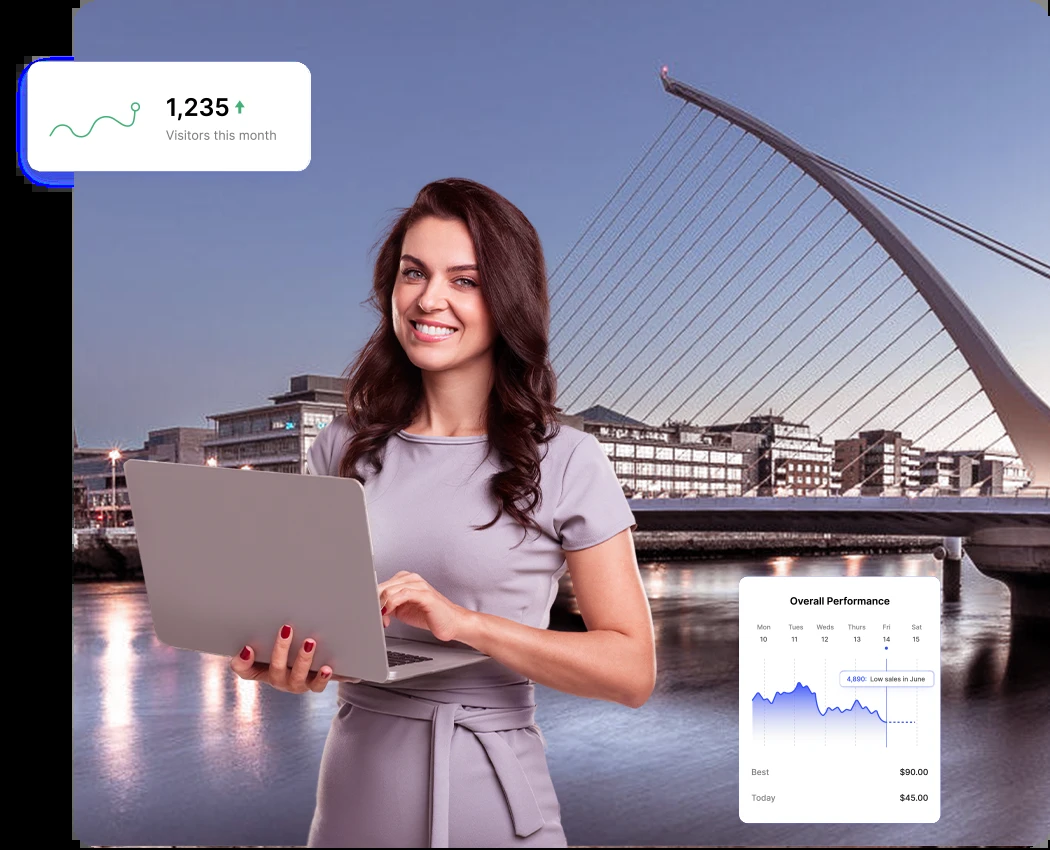 1,235
Visitors this month
Overall Performance
Mon Tues Weds Thurs Fri Sat
10 11 12 13 14 15
4,890: Low sales in June
Best $90.00
Today $45.00